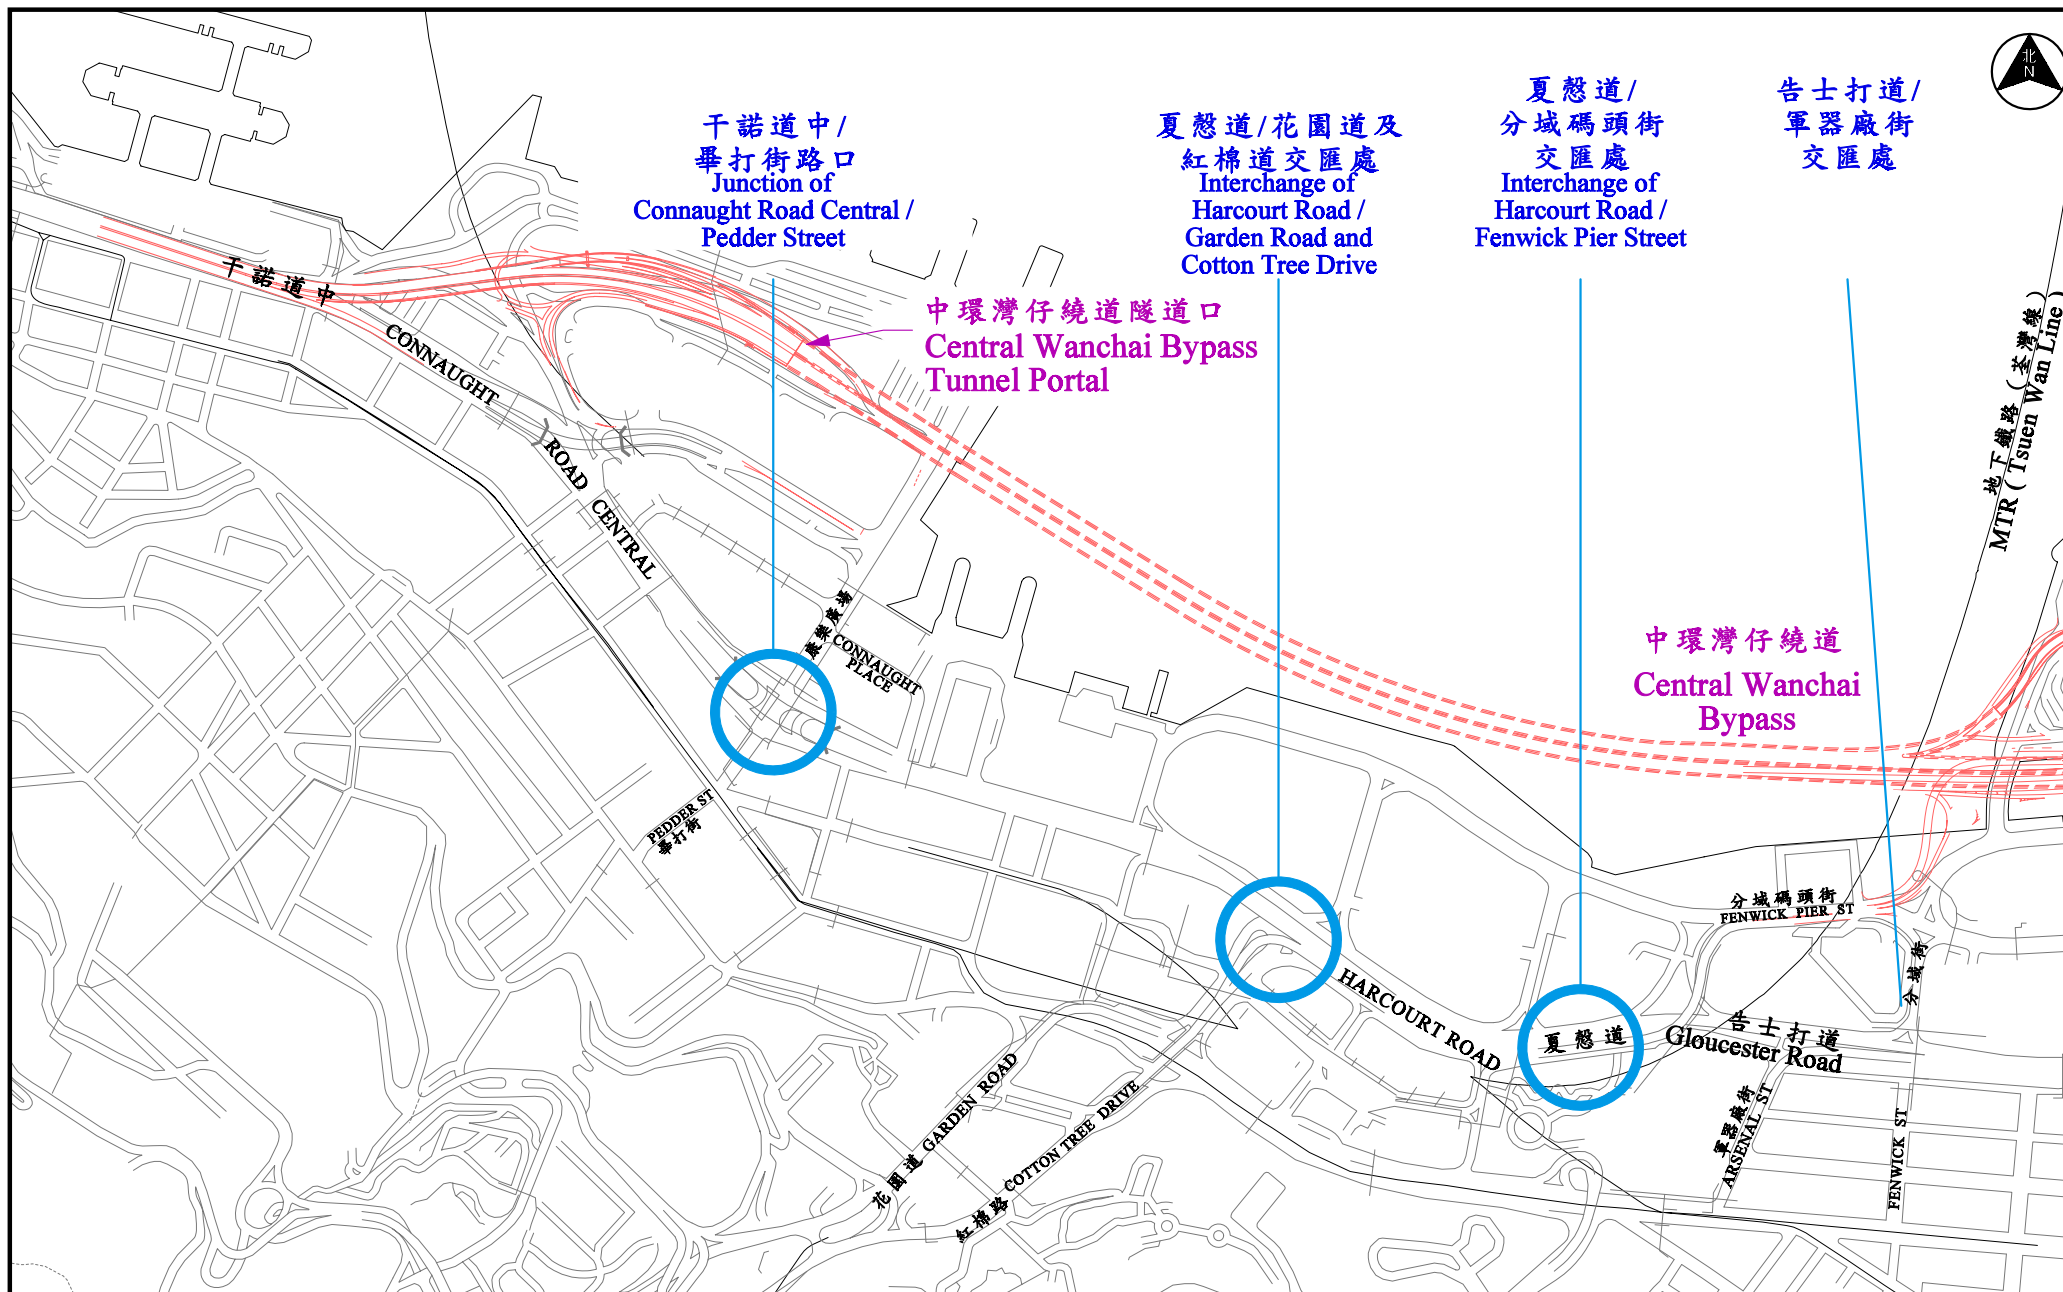 北
N
干諾道中/
畢打街路口
Junction of
Connaught Road Central /
Pedder Street
夏慤道/花園道及
紅棉道交匯處
Interchange of
Harcourt Road /
Garden Road and
Cotton Tree Drive
夏慤道/
分域碼頭街
交匯處
Interchange of
Harcourt Road /
Fenwick Pier Street
告士打道/
軍器廠街
交匯處
干諾道中
CONNAUGHT
ROAD CENTRAL
中環灣仔繞道隧道口
Central Wanchai Bypass
Tunnel Portal
地下鐵路（荃灣線）
MTR ( Tsuen Wan Line )
康樂廣場
CONNAUGHT
PLACE
中環灣仔繞道
Central Wanchai
Bypass
PEDDER ST
畢打街
分域碼頭街
FENWICK PIER ST
分域街
HARCOURT ROAD
夏慤道
告士打道
Gloucester Road
花園道 GARDEN ROAD
紅棉路 COTTON TREE DRIVE
軍器廠街
ARSENAL ST
FENWICK ST